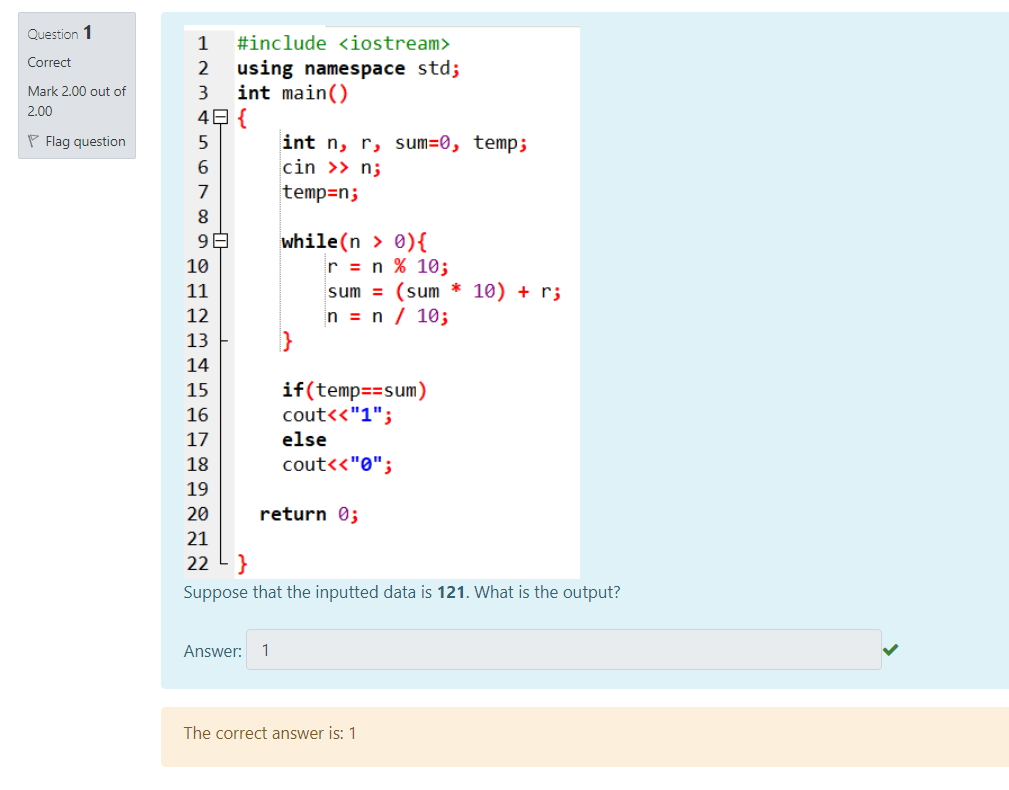 Question 1
Correct
Mark 2.00 out of
2.00
Flag question
1 #include <iostream>
2 using namespace std;
3 int main()
4 {
5 int n, r, sum=0, temp;
6 cin >> n;
7 temp=n;
8
9 while(n > 0){
10 r = n % 10;
11 sum = (sum * 10) + r;
12 n = n / 10;
13 }
14
15 if(temp==sum)
16 cout<<"1";
17 else
18 cout<<"0";
19
20 return 0;
21
22 }
Suppose that the inputted data is 121. What is the output?
Answer: 1
The correct answer is: 1